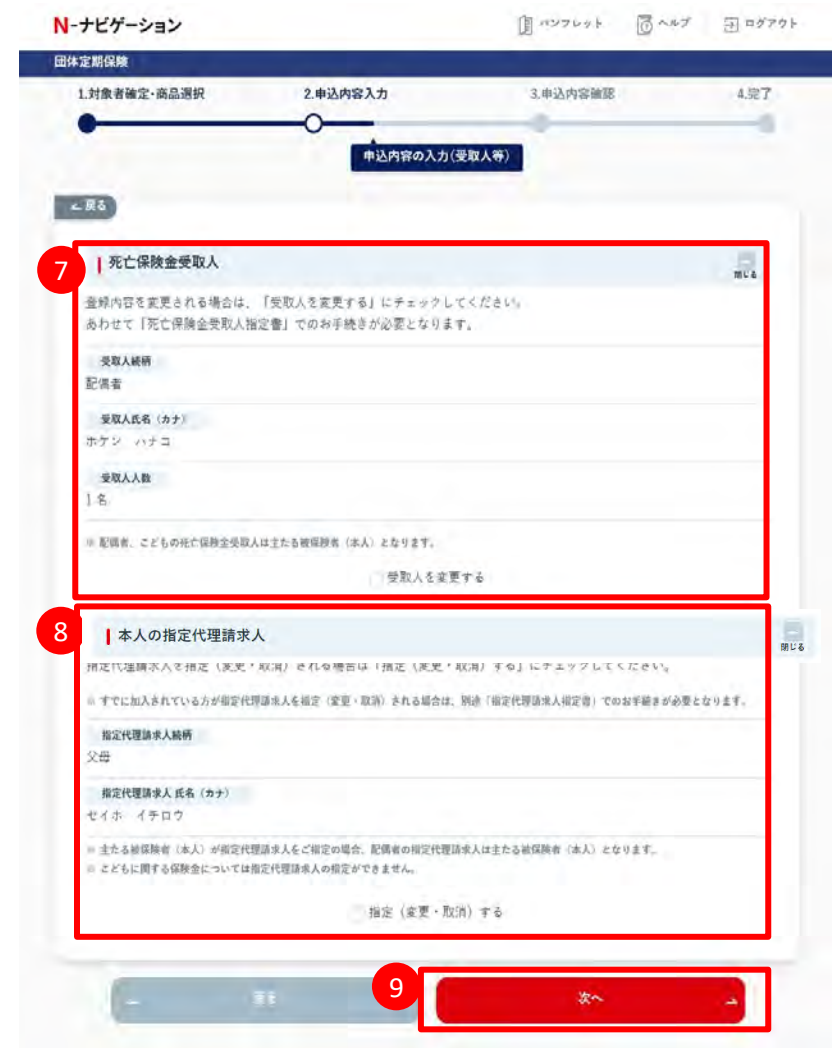 N-ナビゲーション
パンフレット ヘルプ ログアウト
団体定期保険
1.対象者確定・商品選択 2.申込内容入力 3.申込内容確認 4.完了
申込内容の入力(受取人等)
戻る
7
死亡保険金受取人
閉じる
登録内容を変更される場合は、「受取人を変更する」にチェックしてください。
あわせて「死亡保険金受取人指定書」でのお手続きが必要となります。
受取人続柄
配偶者
受取人氏名（カナ）
ホケン ハナコ
受取人人数
1名
※ 配偶者、こどもの死亡保険金受取人は主たる被保険者（本人）となります。
受取人を変更する
8
本人の指定代理請求人
閉じる
指定代理請求人を指定（変更・取消）される場合は「指定（変更・取消）する」にチェックしてください。
※ すでに加入されている方が指定代理請求人を指定（変更・取消）される場合は、別途「指定代理請求人指定書」でのお手続きが必要となります。
指定代理請求人続柄
父母
指定代理請求人 氏名（カナ）
セイホ イチロウ
※ 主たる被保険者（本人）が指定代理請求人をご指定の場合、配偶者の指定代理請求人は主たる被保険者（本人）となります。
※ こどもに関する保険金については指定代理請求人の指定ができません。
指定（変更・取消）する
9
戻る 次へ